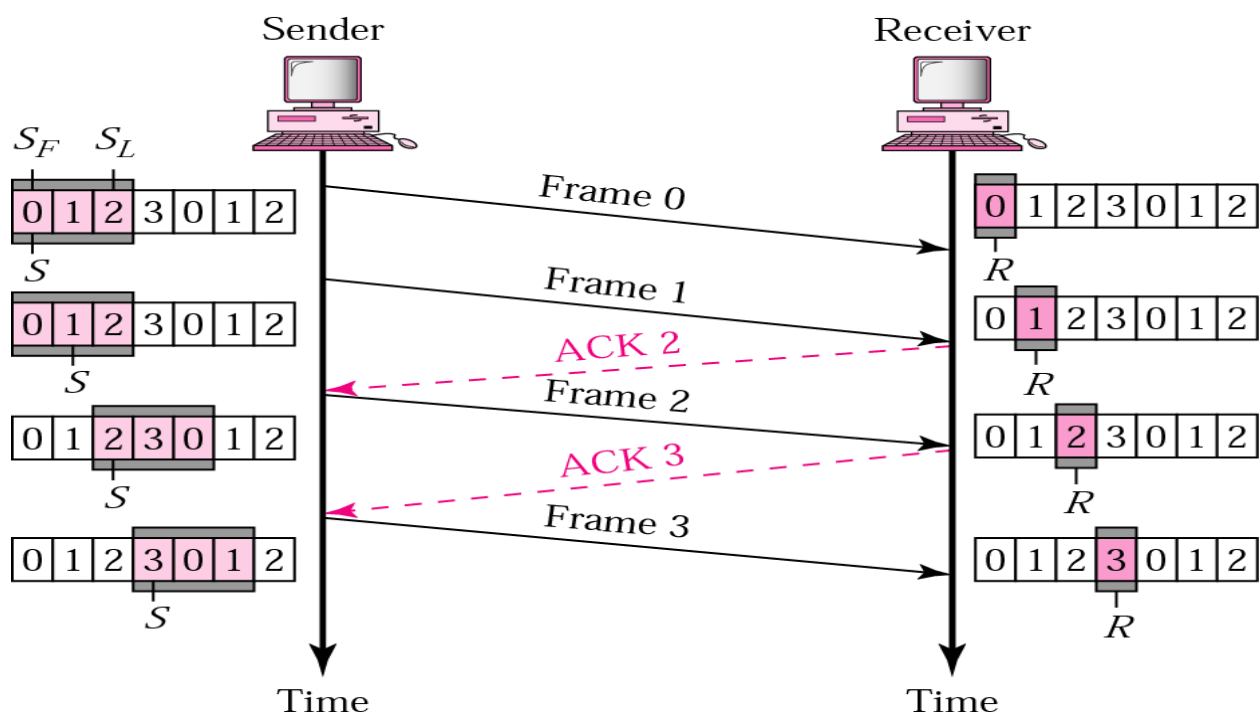 Sender Receiver
S_F S_L
Frame 0
0 1 2 3 0 1 2
0 1 2 3 0 1 2
S
R
Frame 1
0 1 2 3 0 1 2
0 1 2 3 0 1 2
ACK 2
S
R
Frame 2
0 1 2 3 0 1 2
0 1 2 3 0 1 2
ACK 3
S
R
Frame 3
0 1 2 3 0 1 2
0 1 2 3 0 1 2
S
R
Time Time